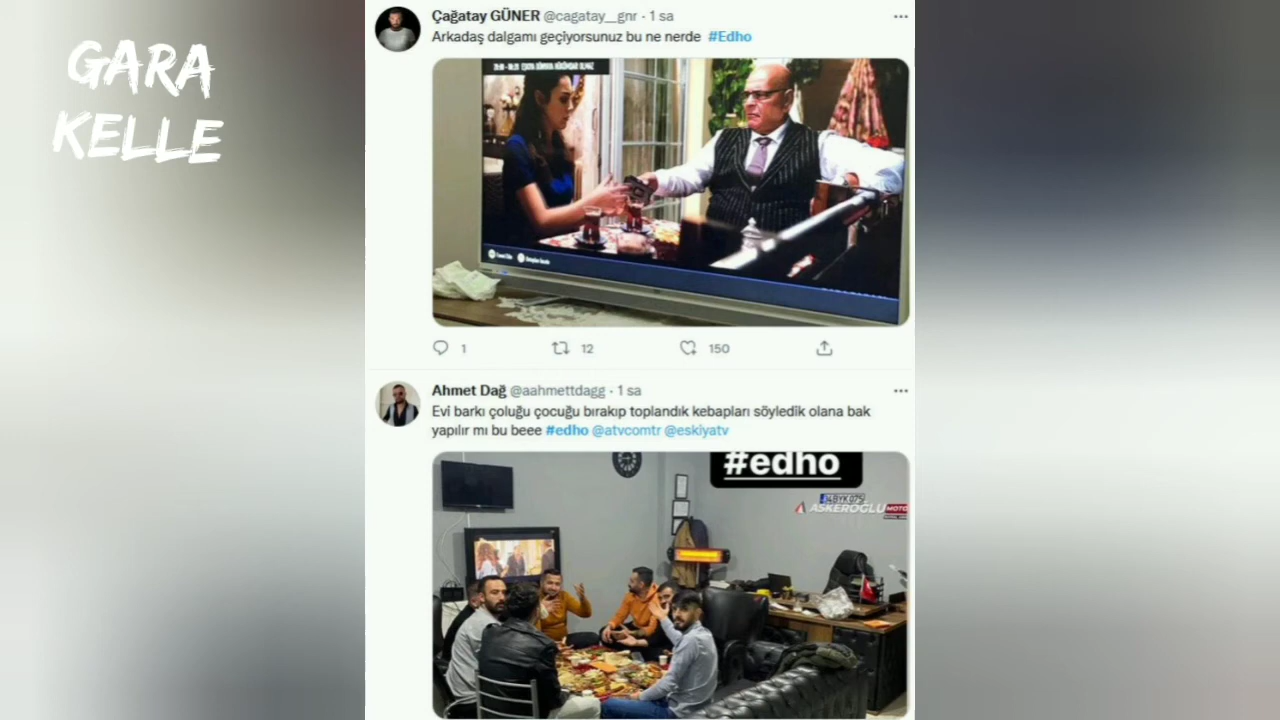 GARA
KELLE
Çağatay GÜNER @cagatay__gnr · 1 sa
Arkadaş dalgamı geçiyorsunuz bu ne nerde #Edho
1
12
150
Ahmet Dağ @aahmettdagg · 1 sa
Evi barkı çoluğu çocuğu bırakıp toplandık kebapları söyledik olana bak
yapılır mı bu beee #edho @atvcomtr @eskiyatv
#edho
ASKEROĞLU MOTO